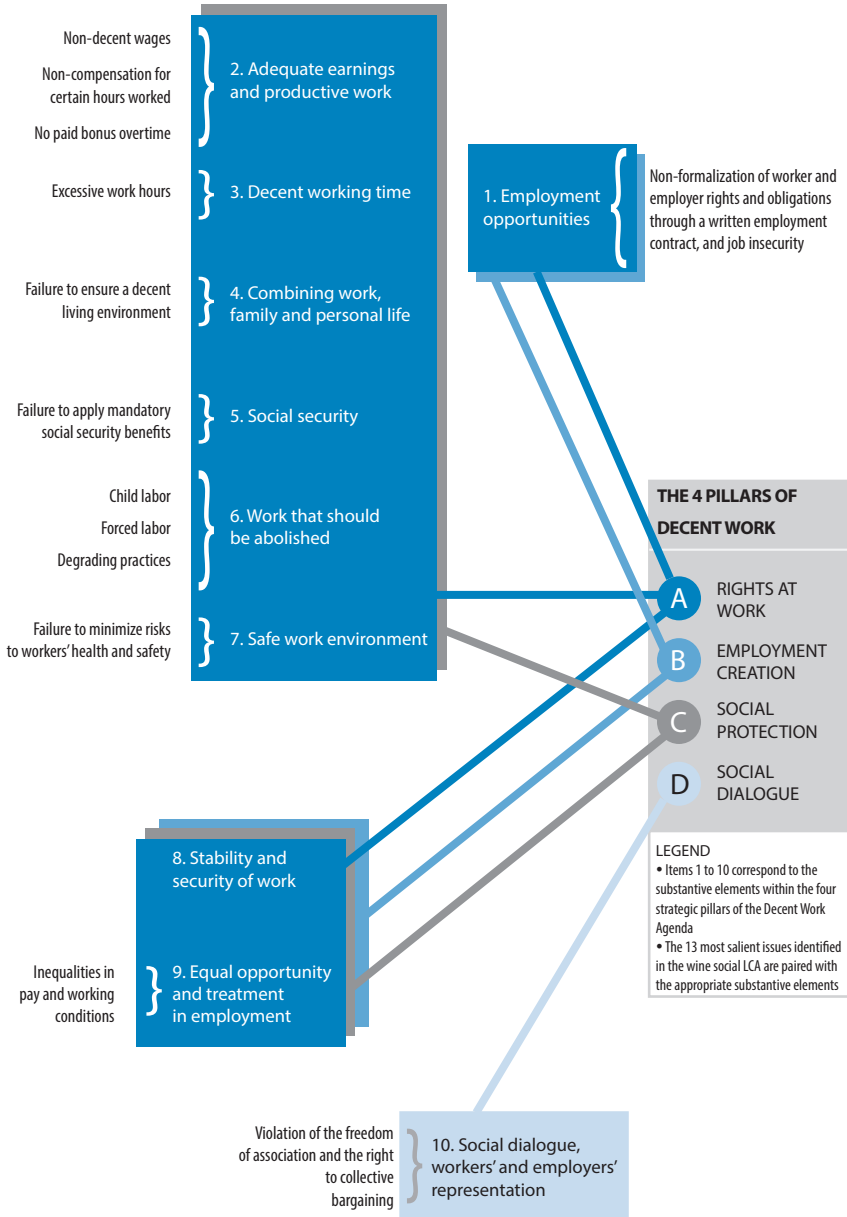 Non-decent wages
Non-compensation for
certain hours worked
No paid bonus overtime
2. Adequate earnings
and productive work
Excessive work hours
3. Decent working time
1. Employment
opportunities
Non-formalization of worker and
employer rights and obligations
through a written employment
contract, and job insecurity
Failure to ensure a decent
living environment
4. Combining work,
family and personal life
Failure to apply mandatory
social security benefits
5. Social security
Child labor
Forced labor
Degrading practices
6. Work that should
be abolished
Failure to minimize risks
to workers' health and safety
7. Safe work environment
THE 4 PILLARS OF
DECENT WORK
A
RIGHTS AT
WORK
B
EMPLOYMENT
CREATION
C
SOCIAL
PROTECTION
D
SOCIAL
DIALOGUE
LEGEND
• Items 1 to 10 correspond to the
substantive elements within the four
strategic pillars of the Decent Work
Agenda
• The 13 most salient issues identified
in the wine social LCA are paired with
the appropriate substantive elements
8. Stability and
security of work
Inequalities in
pay and working
conditions
9. Equal opportunity
and treatment
in employment
Violation of the freedom
of association and the right
to collective
bargaining
10. Social dialogue,
workers' and employers'
representation